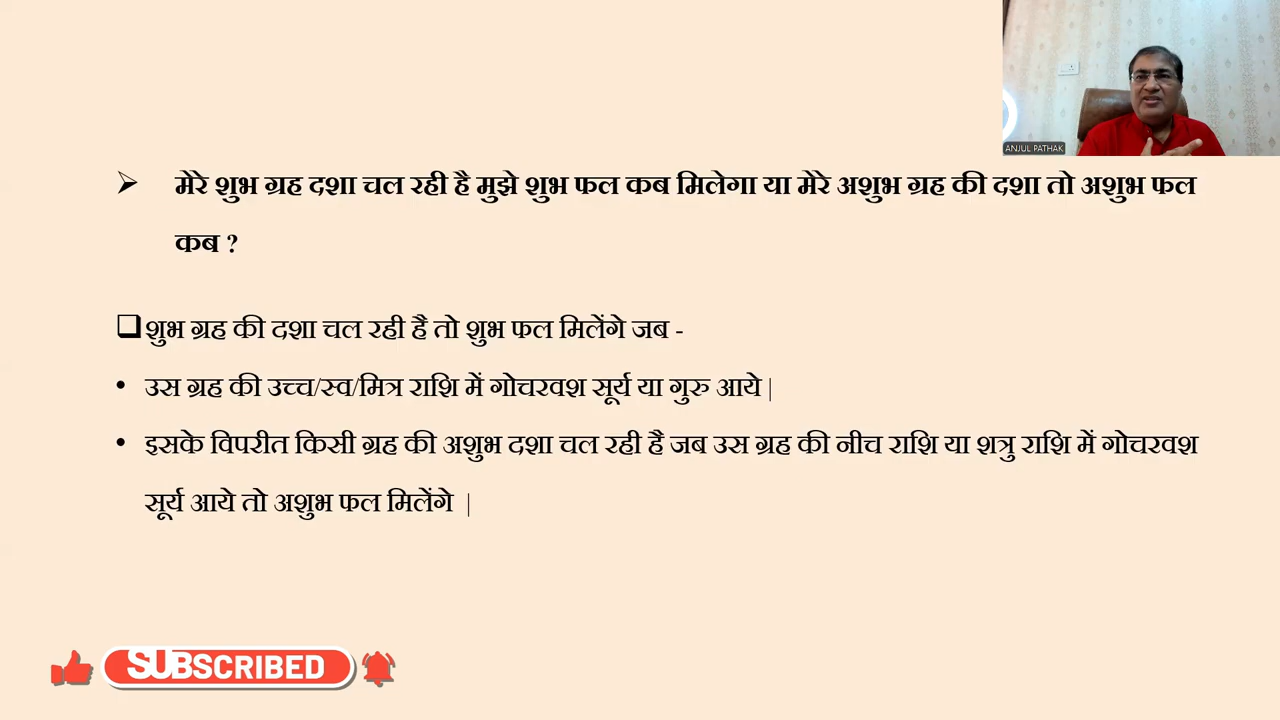 ANJUL PATHAK
➢ मेरे शुभ ग्रह दशा चल रही है मुझे शुभ फल कब मिलेगा या मेरे अशुभ ग्रह की दशा तो अशुभ फल
कब ?
❑ शुभ ग्रह की दशा चल रही है तो शुभ फल मिलेंगे जब -
• उस ग्रह की उच्च/स्व/मित्र राशि में गोचरवश सूर्य या गुरु आये |
• इसके विपरीत किसी ग्रह की अशुभ दशा चल रही है जब उस ग्रह की नीच राशि या शत्रु राशि में गोचरवश
सूर्य आये तो अशुभ फल मिलेंगे |
SUBSCRIBED